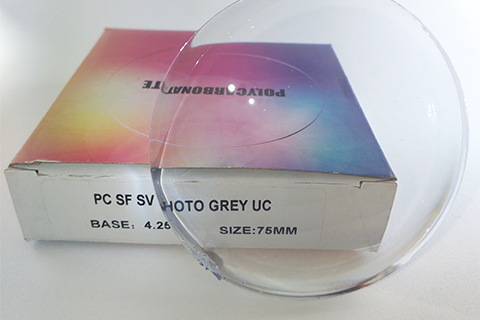 POLYCARBONATE
PC SF SV HOTO GREY UC
BASE: 4.25 SIZE:75MM